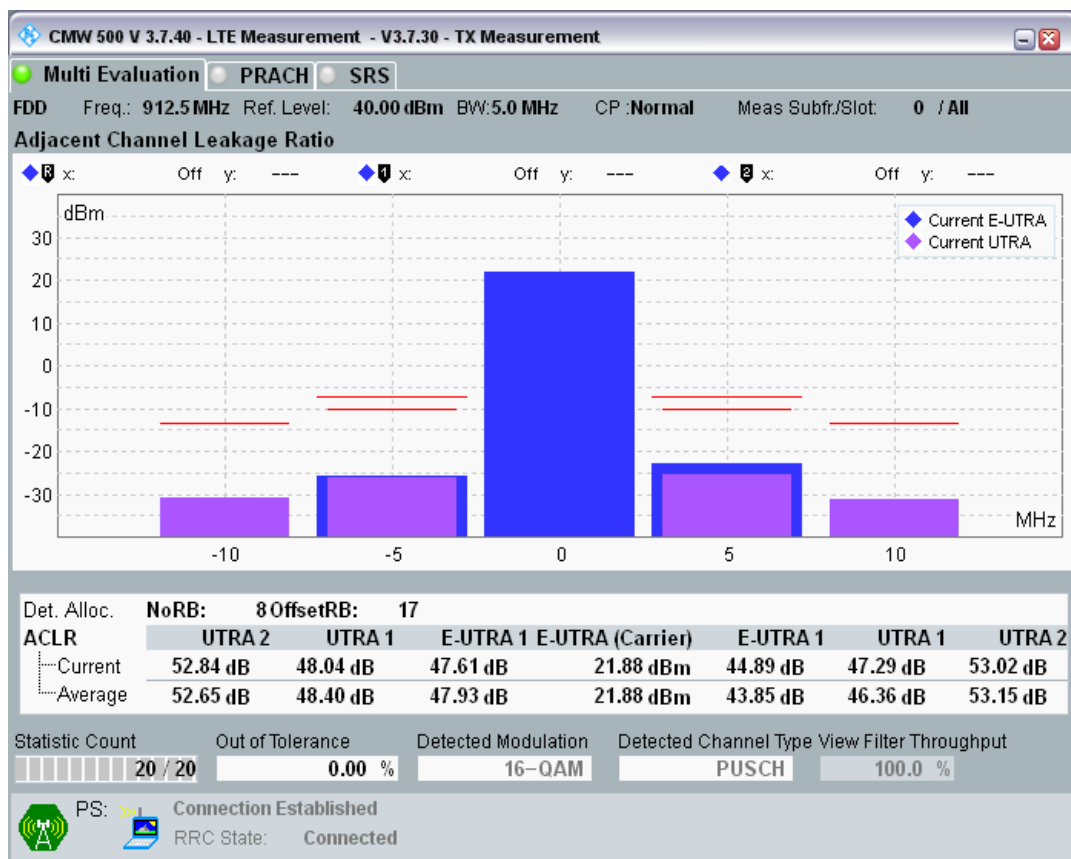 CMW 500 V 3.7.40 - LTE Measurement - V3.7.30 - TX Measurement
Multi Evaluation PRACH SRS
FDD Freq.: 912.5 MHz Ref. Level: 40.00 dBm BW:5.0 MHz CP :Normal Meas Subfr./Slot: 0 / All
Adjacent Channel Leakage Ratio
R x: Off y: --- 1 x: Off y: --- 2 x: Off y: ---
dBm
Current E-UTRA
Current UTRA
30
20
10
0
-10
-20
-30
MHz
-10 -5 0 5 10
Det. Alloc. NoRB: 8 OffsetRB: 17
ACLR UTRA 2 UTRA 1 E-UTRA 1 E-UTRA (Carrier) E-UTRA 1 UTRA 1 UTRA 2
Current 52.84 dB 48.04 dB 47.61 dB 21.88 dBm 44.89 dB 47.29 dB 53.02 dB
Average 52.65 dB 48.40 dB 47.93 dB 21.88 dBm 43.85 dB 46.36 dB 53.15 dB
Statistic Count Out of Tolerance Detected Modulation Detected Channel Type View Filter Throughput
20 / 20 0.00 % 16-QAM PUSCH 100.0 %
PS: Connection Established
RRC State: Connected